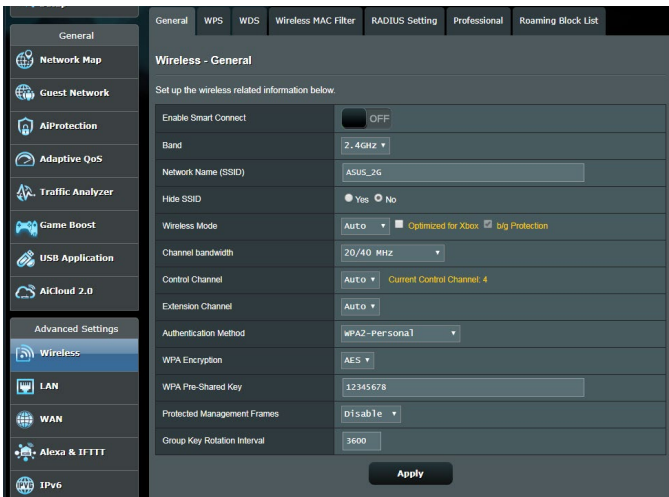 General WPS WDS Wireless MAC Filter RADIUS Setting Professional Roaming Block List
General
Network Map
Guest Network
AiProtection
Adaptive QoS
Traffic Analyzer
Game Boost
USB Application
AiCloud 2.0
Advanced Settings
Wireless
LAN
WAN
Alexa & IFTTT
IPv6
Wireless - General
Set up the wireless related information below.
Enable Smart Connect OFF
Band 2.4GHz
Network Name (SSID) ASUS_2G
Hide SSID Yes No
Wireless Mode Auto Optimized for Xbox b/g Protection
Channel bandwidth 20/40 MHz
Control Channel Auto Current Control Channel: 4
Extension Channel Auto
Authentication Method WPA2-Personal
WPA Encryption AES
WPA Pre-Shared Key 12345678
Protected Management Frames Disable
Group Key Rotation Interval 3600
Apply